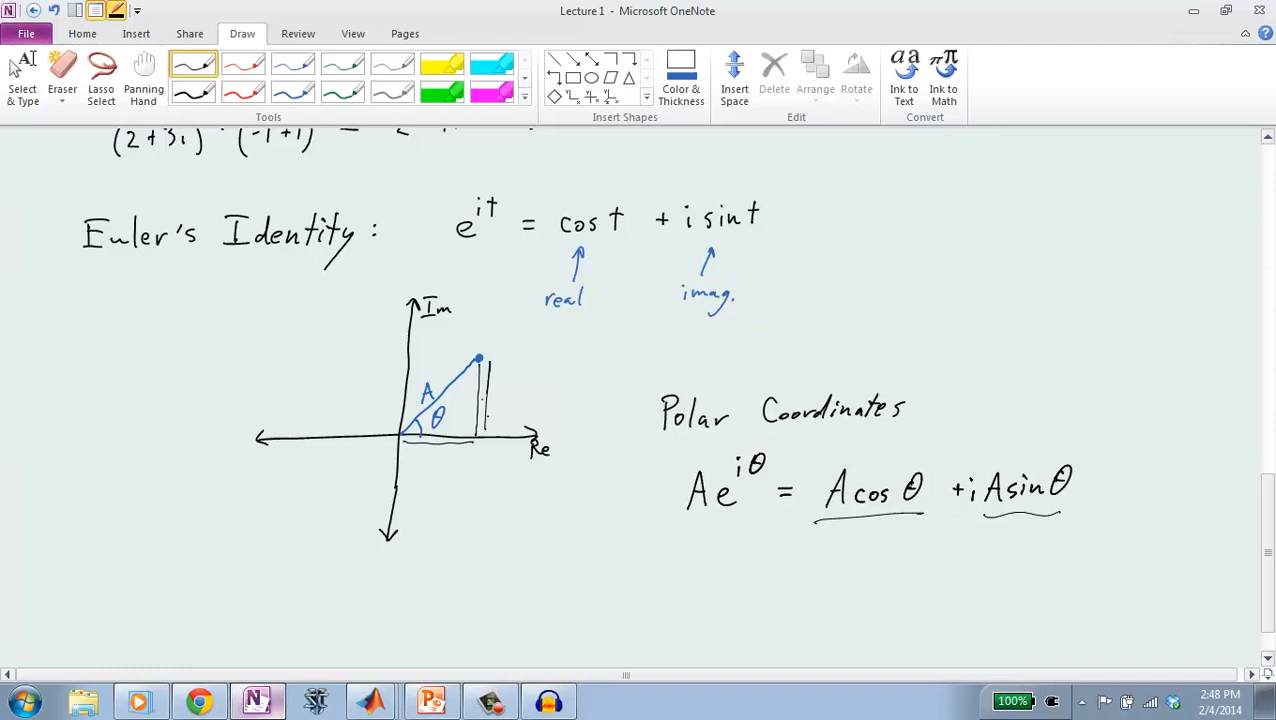 Lecture1 - Microsoft OneNote
File Home Insert Share Draw Review View Pages
Select & Type
Eraser
Lasso Select
Panning Hand
Color & Thickness
Insert Space
Delete
Arrange
Rotate
Ink to Text
Ink to Math
Tools
Insert Shapes
Edit
Convert
(2+3i) · (-1+i) =
Euler's Identity : e^{it} = cos t + i sin t
real
imag.
Im
A
θ
Re
Polar Coordinates
Ae^{iθ} = A cos θ + i A sin θ
100%
2:48 PM
2/4/2014